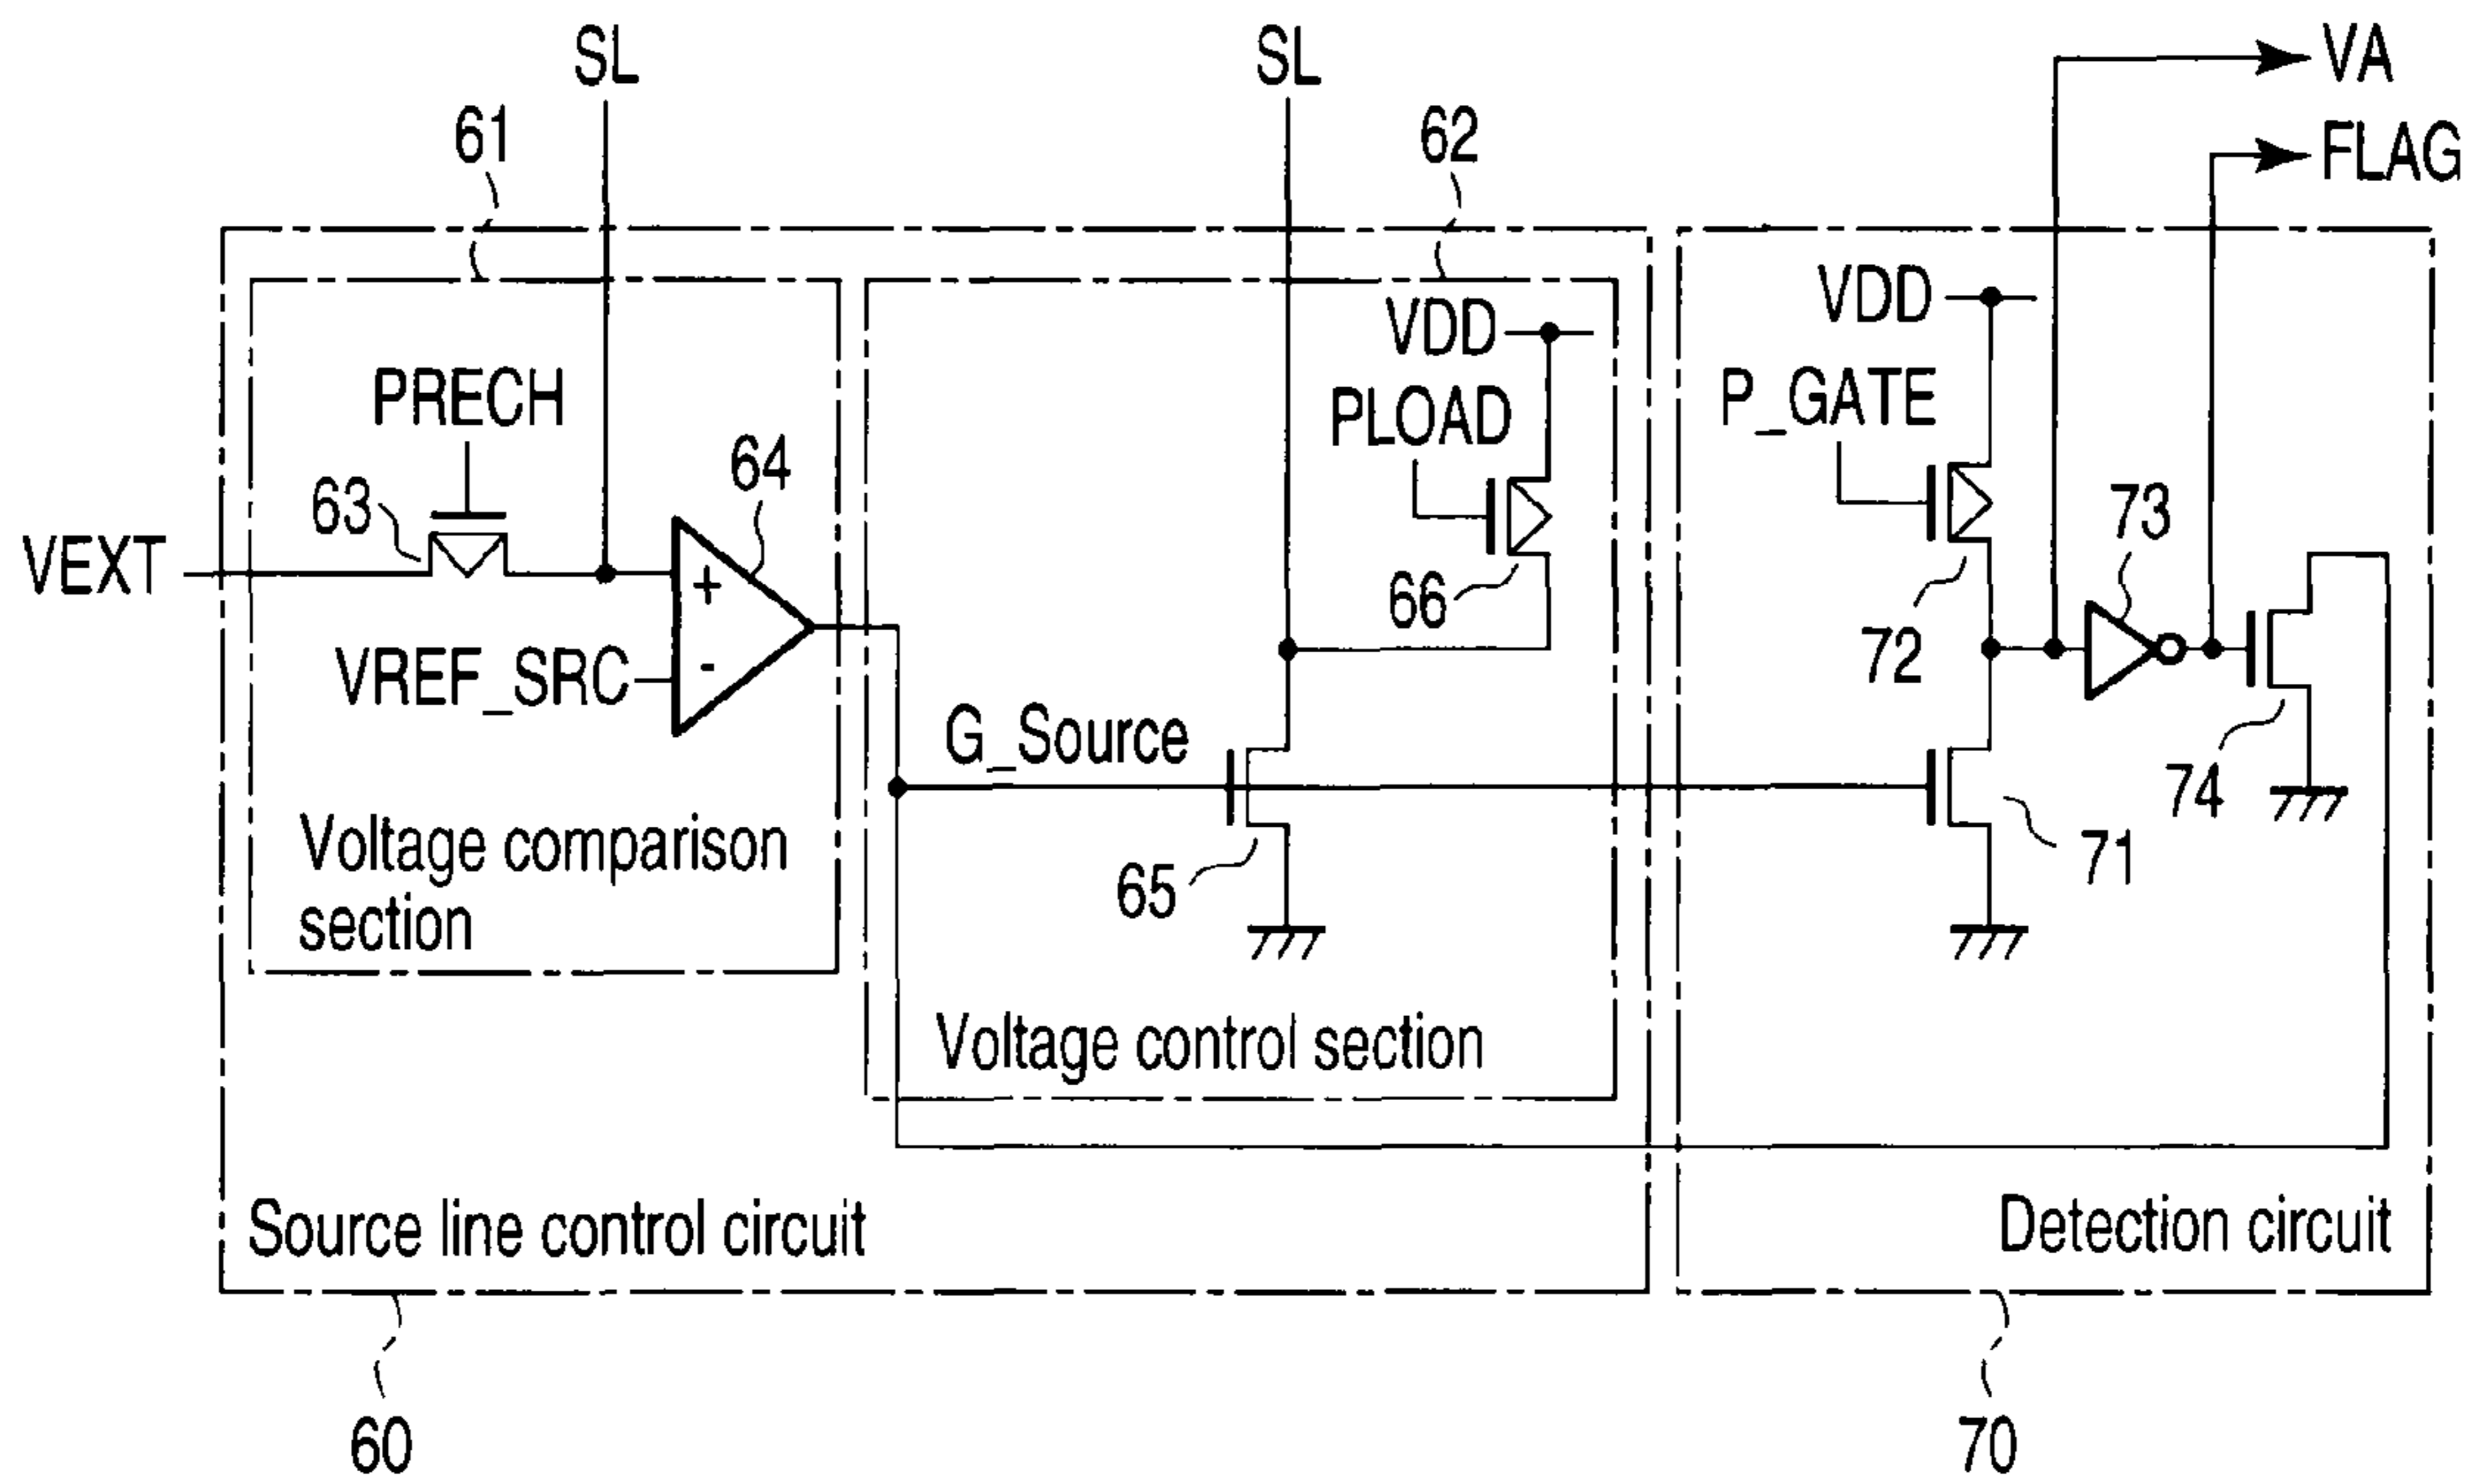 SL
SL
VA
61
62
FLAG
VDD
VDD
PRECH
PLOAD
P_GATE
63
64
73
VEXT
+
66
VREF_SRC
-
72
G_Source
74
Voltage comparison
section
65
71
Voltage control section
Source line control circuit
Detection circuit
60
70